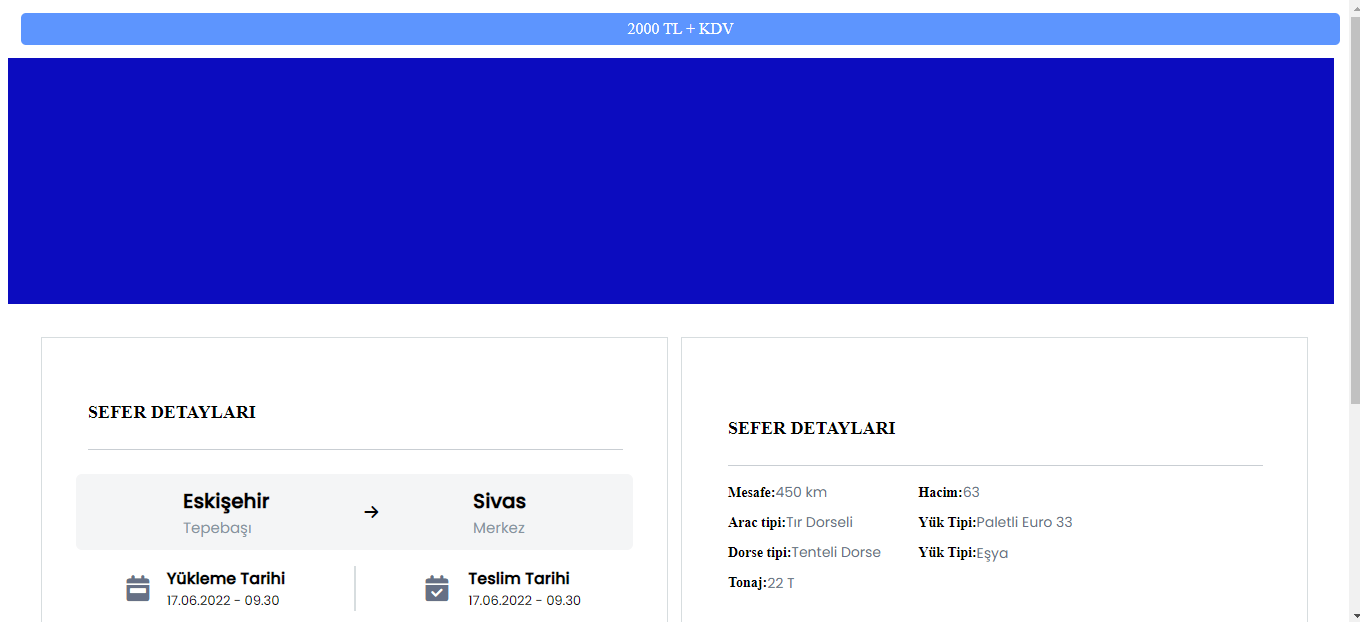 2000 TL + KDV
SEFER DETAYLARI
Eskişehir
Tepebaşı
Sivas
Merkez
Yükleme Tarihi
17.06.2022 - 09.30
Teslim Tarihi
17.06.2022 - 09.30
SEFER DETAYLARI
Mesafe:450 km
Hacim:63
Arac tipi:Tır Dorseli
Yük Tipi:Paletli Euro 33
Dorse tipi:Tenteli Dorse
Yük Tipi:Eşya
Tonaj:22 T